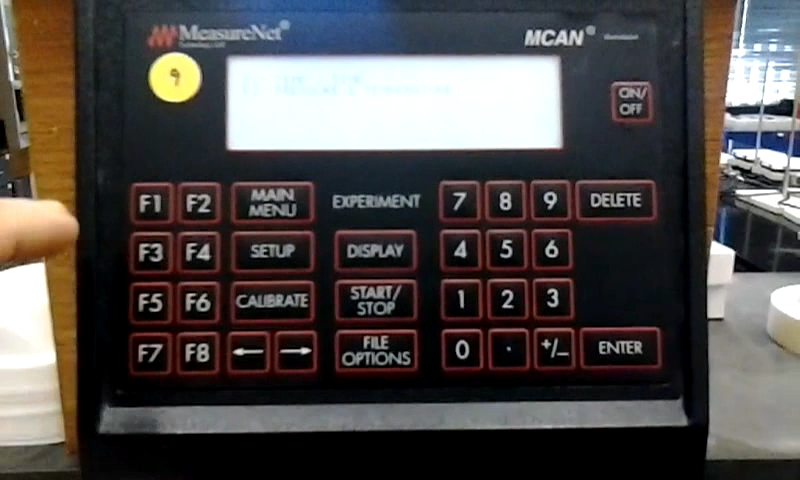 MeasureNet®
MCAN®
9
ON/
OFF
F1 F2 MAIN MENU EXPERIMENT 7 8 9 DELETE
F3 F4 SETUP DISPLAY 4 5 6
F5 F6 CALIBRATE START/ STOP 1 2 3
F7 F8 ← → FILE OPTIONS 0 . +/- ENTER